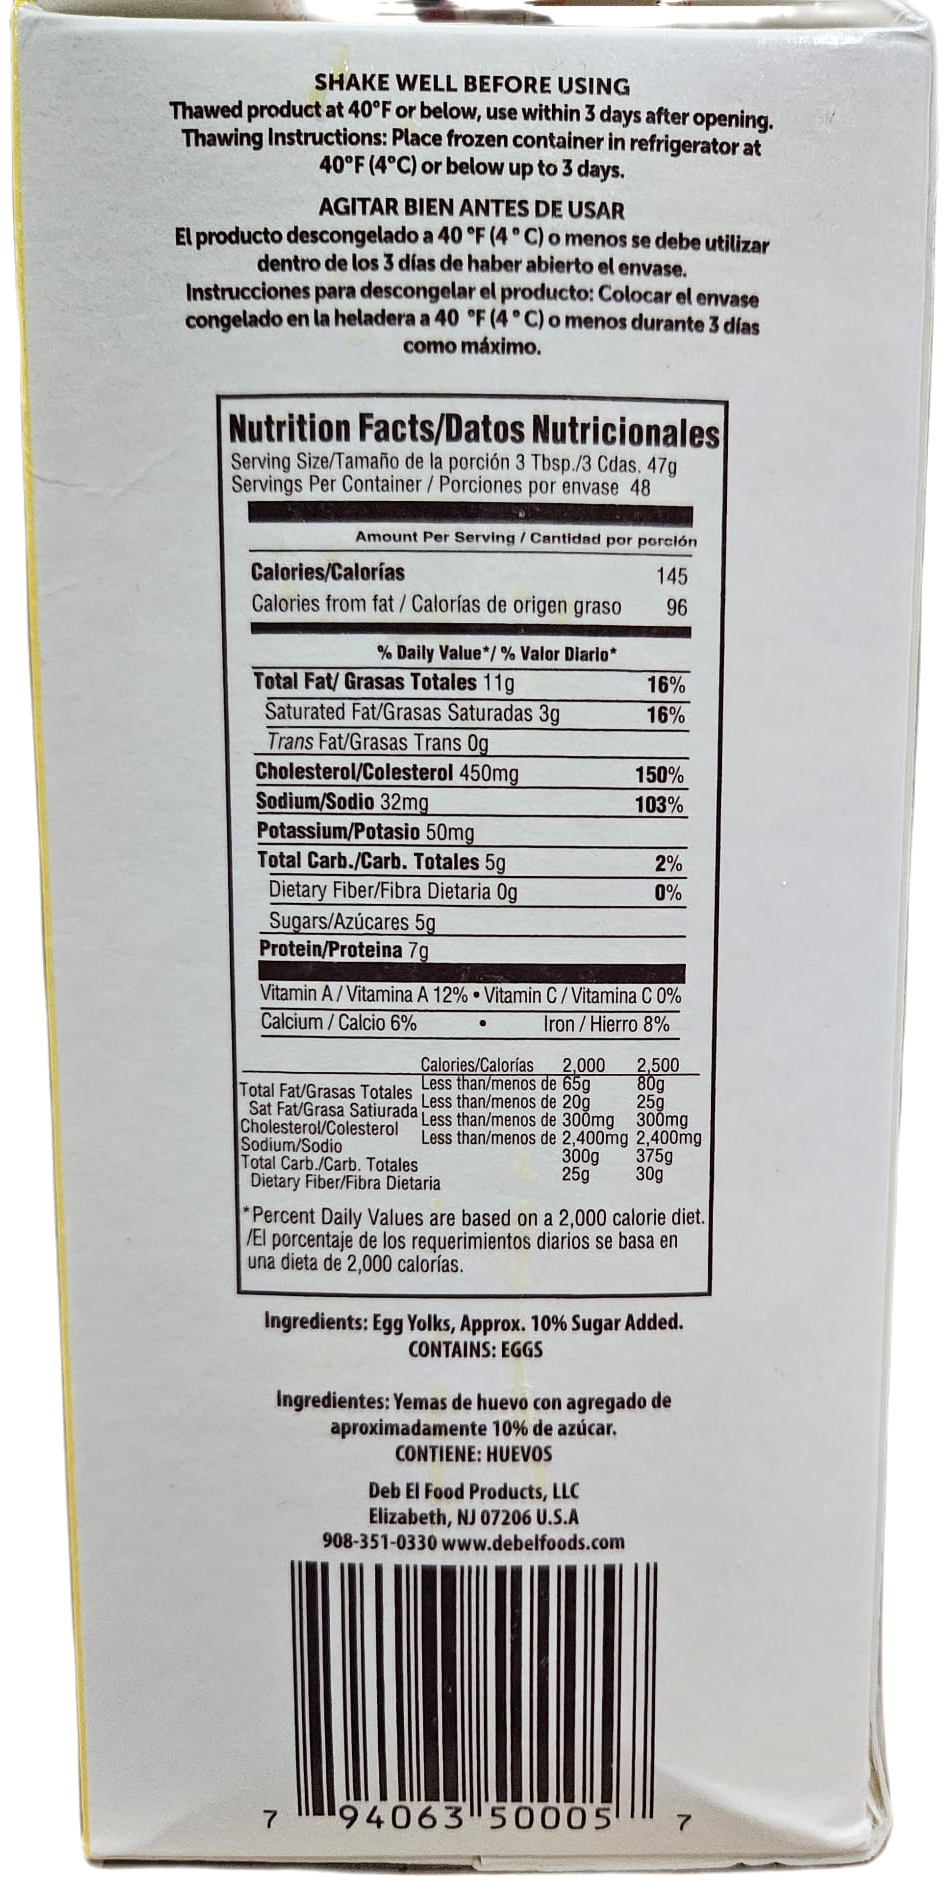 SHAKE WELL BEFORE USING
Thawed product at 40°F or below, use within 3 days after opening.
Thawing Instructions: Place frozen container in refrigerator at
40°F (4°C) or below up to 3 days.
AGITAR BIEN ANTES DE USAR
El producto descongelado a 40 °F (4 ° C) o menos se debe utilizar
dentro de los 3 días de haber abierto el envase.
Instrucciones para descongelar el producto: Colocar el envase
congelado en la heladera a 40 °F (4 ° C) o menos durante 3 días
como máximo.
Nutrition Facts/Datos Nutricionales
Serving Size/Tamaño de la porción 3 Tbsp./3 Cdas. 47g
Servings Per Container / Porciones por envase 48
Amount Per Serving / Cantidad por porción
Calories/Calorías 145
Calories from fat / Calorías de origen graso 96
% Daily Value*/ % Valor Diario*
Total Fat/ Grasas Totales 11g 16%
Saturated Fat/Grasas Saturadas 3g 16%
Trans Fat/Grasas Trans 0g
Cholesterol/Colesterol 450mg 150%
Sodium/Sodio 32mg 103%
Potassium/Potasio 50mg
Total Carb./Carb. Totales 5g 2%
Dietary Fiber/Fibra Dietaria 0g 0%
Sugars/Azúcares 5g
Protein/Proteina 7g
Vitamin A / Vitamina A 12% • Vitamin C / Vitamina C 0%
Calcium / Calcio 6% • Iron / Hierro 8%
Calories/Calorías 2,000 2,500
Total Fat/Grasas Totales Less than/menos de 65g 80g
Sat Fat/Grasa Satiurada Less than/menos de 20g 25g
Cholesterol/Colesterol Less than/menos de 300mg 300mg
Sodium/Sodio Less than/menos de 2,400mg 2,400mg
Total Carb./Carb. Totales 300g 375g
Dietary Fiber/Fibra Dietaria 25g 30g
*Percent Daily Values are based on a 2,000 calorie diet.
/El porcentaje de los requerimientos diarios se basa en
una dieta de 2,000 calorías.
Ingredients: Egg Yolks, Approx. 10% Sugar Added.
CONTAINS: EGGS
Ingredientes: Yemas de huevo con agregado de
aproximadamente 10% de azúcar.
CONTIENE: HUEVOS
Deb El Food Products, LLC
Elizabeth, NJ 07206 U.S.A
908-351-0330 www.debelfoods.com
7 94063 50005 7